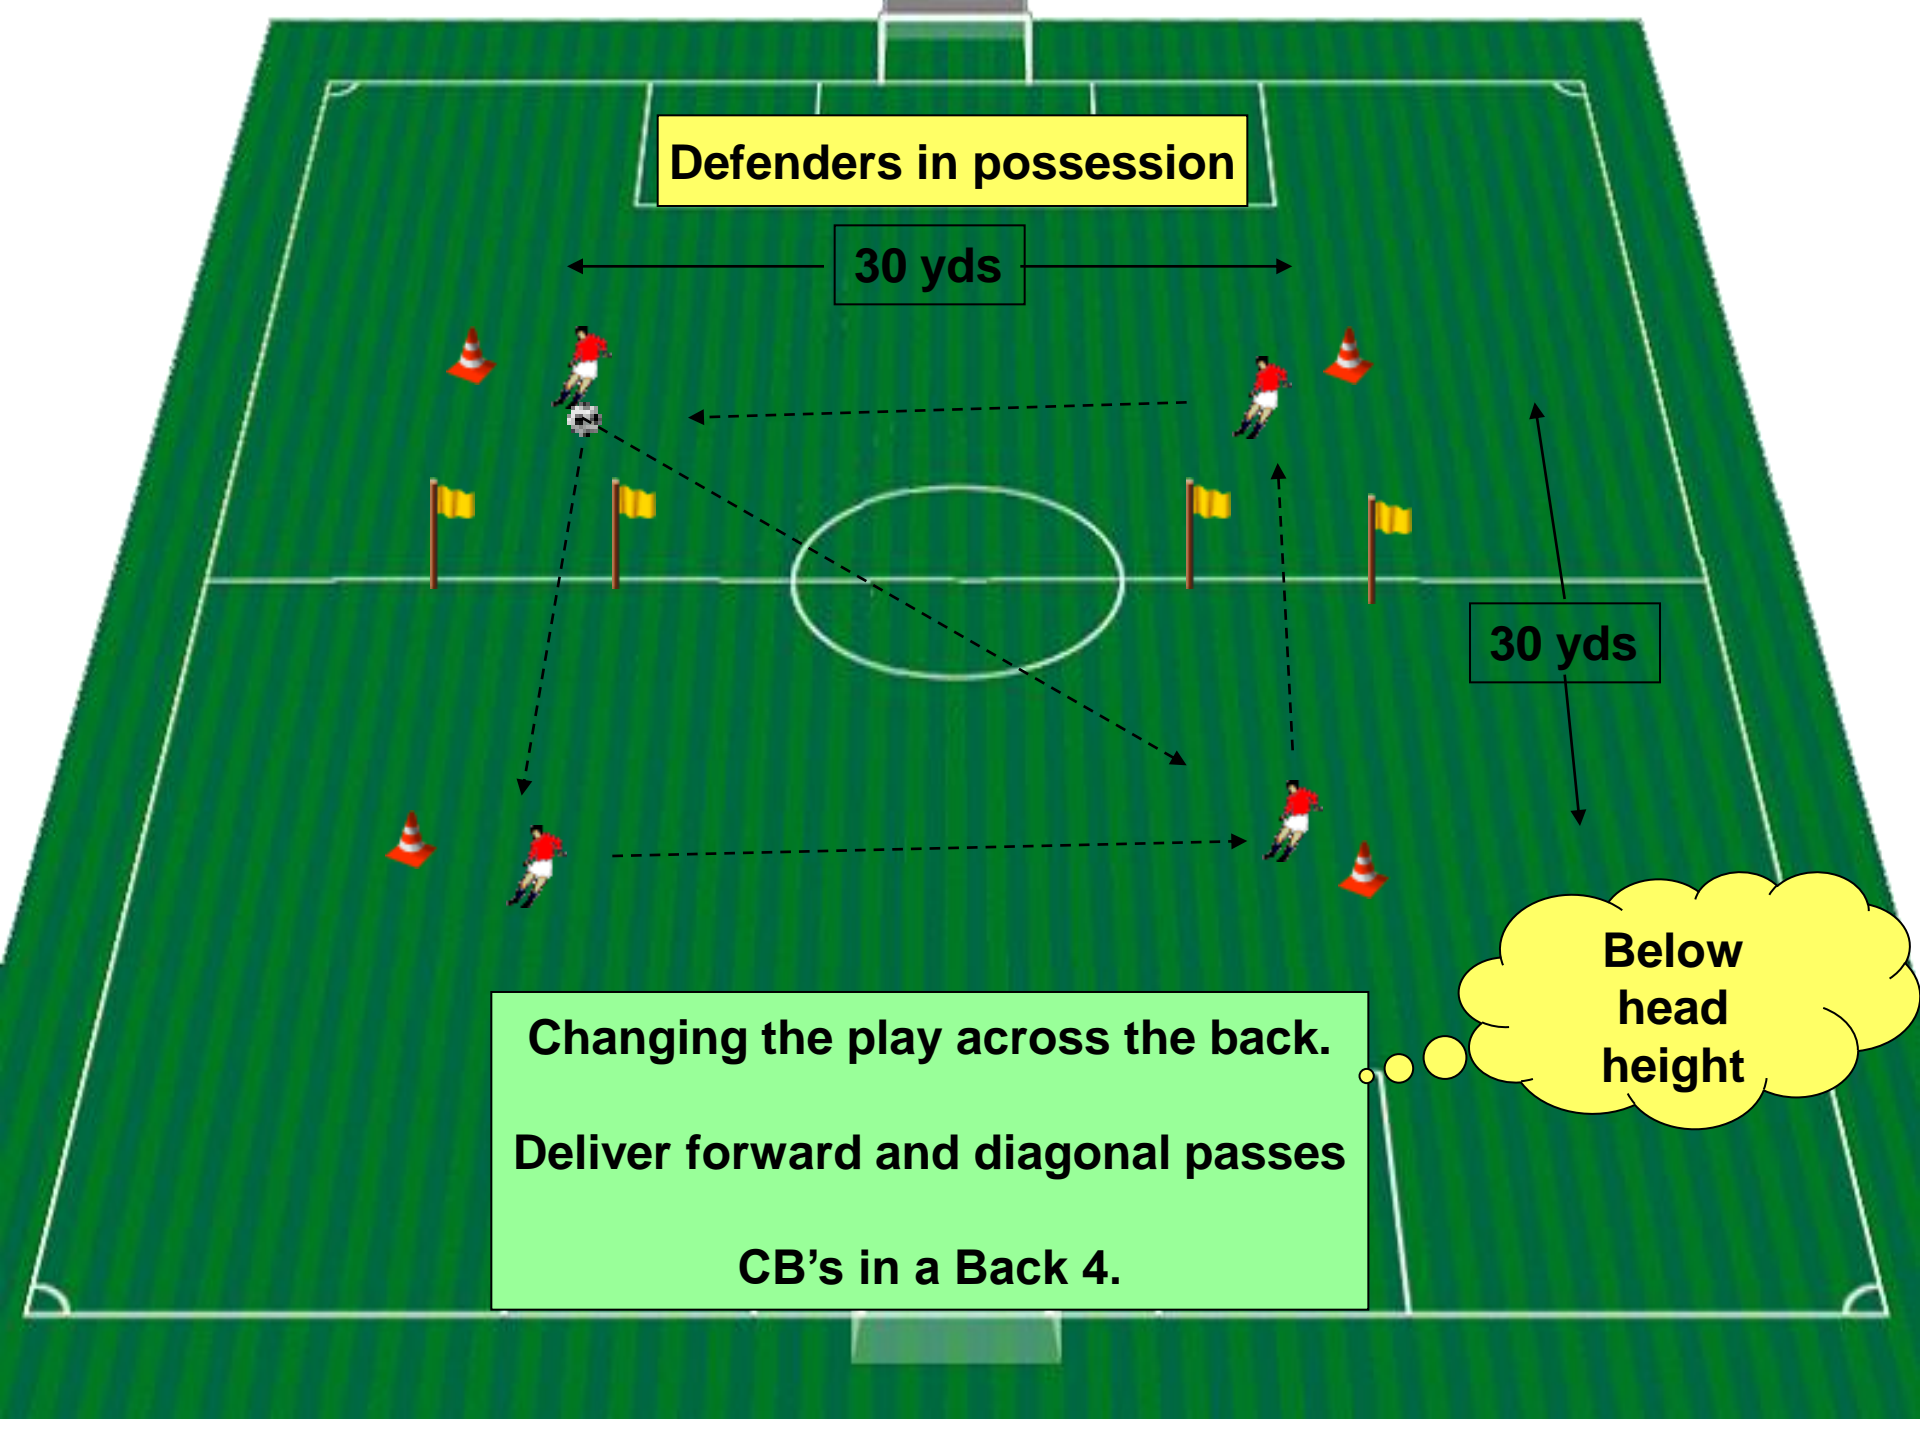 Defenders in possession
30 yds
30 yds
Below
head
height
Changing the play across the back.
Deliver forward and diagonal passes
CB’s in a Back 4.